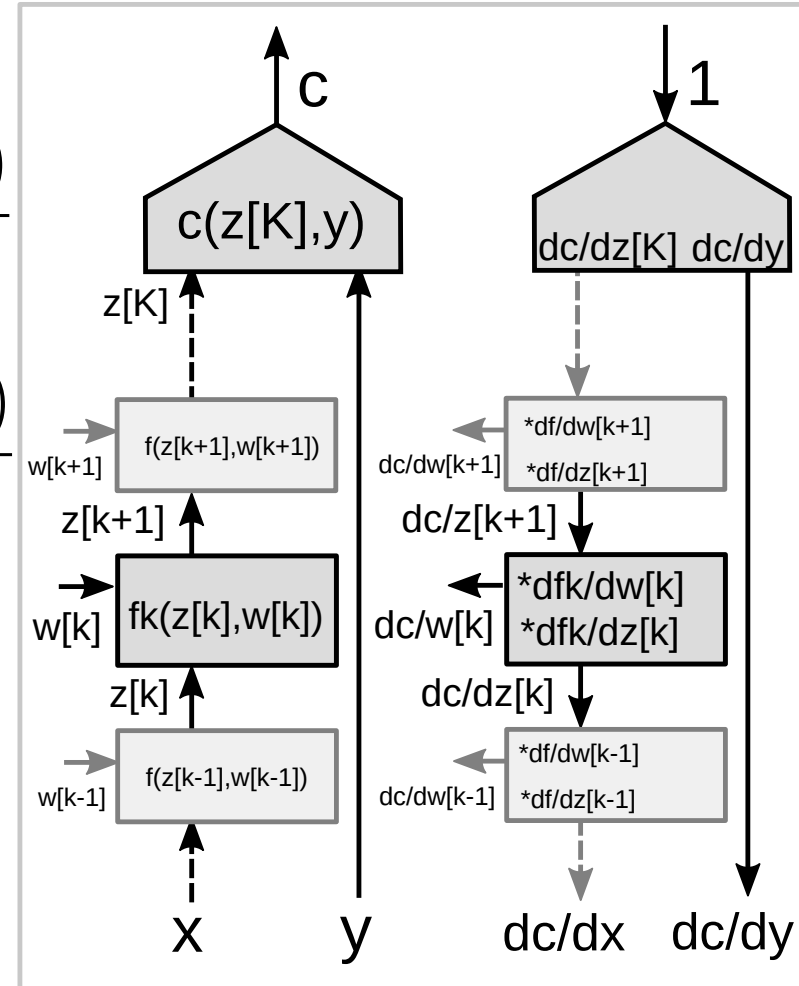 c
c(z[K],y)
z[K]
f(z[k+1],w[k+1])
w[k+1]
z[k+1]
fk(z[k],w[k])
w[k]
z[k]
f(z[k-1],w[k-1])
w[k-1]
x
y
1
dc/dz[K] dc/dy
*df/dw[k+1]
*df/dz[k+1]
dc/dw[k+1]
dc/z[k+1]
*dfk/dw[k]
*dfk/dz[k]
dc/w[k]
dc/dz[k]
*df/dw[k-1]
*df/dz[k-1]
dc/dw[k-1]
dc/dx
dc/dy
)
)